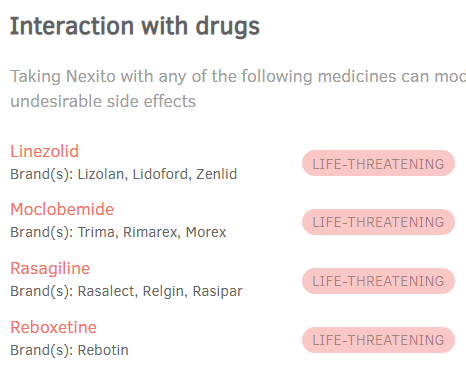 Interaction with drugs
Taking Nexito with any of the following medicines can mod
undesirable side effects
Linezolid
Brand(s): Lizolan, Lidoford, Zenlid
LIFE-THREATENING
Moclobemide
Brand(s): Trima, Rimarex, Morex
LIFE-THREATENING
Rasagiline
Brand(s): Rasalect, Relgin, Rasipar
LIFE-THREATENING
Reboxetine
Brand(s): Rebotin
LIFE-THREATENING